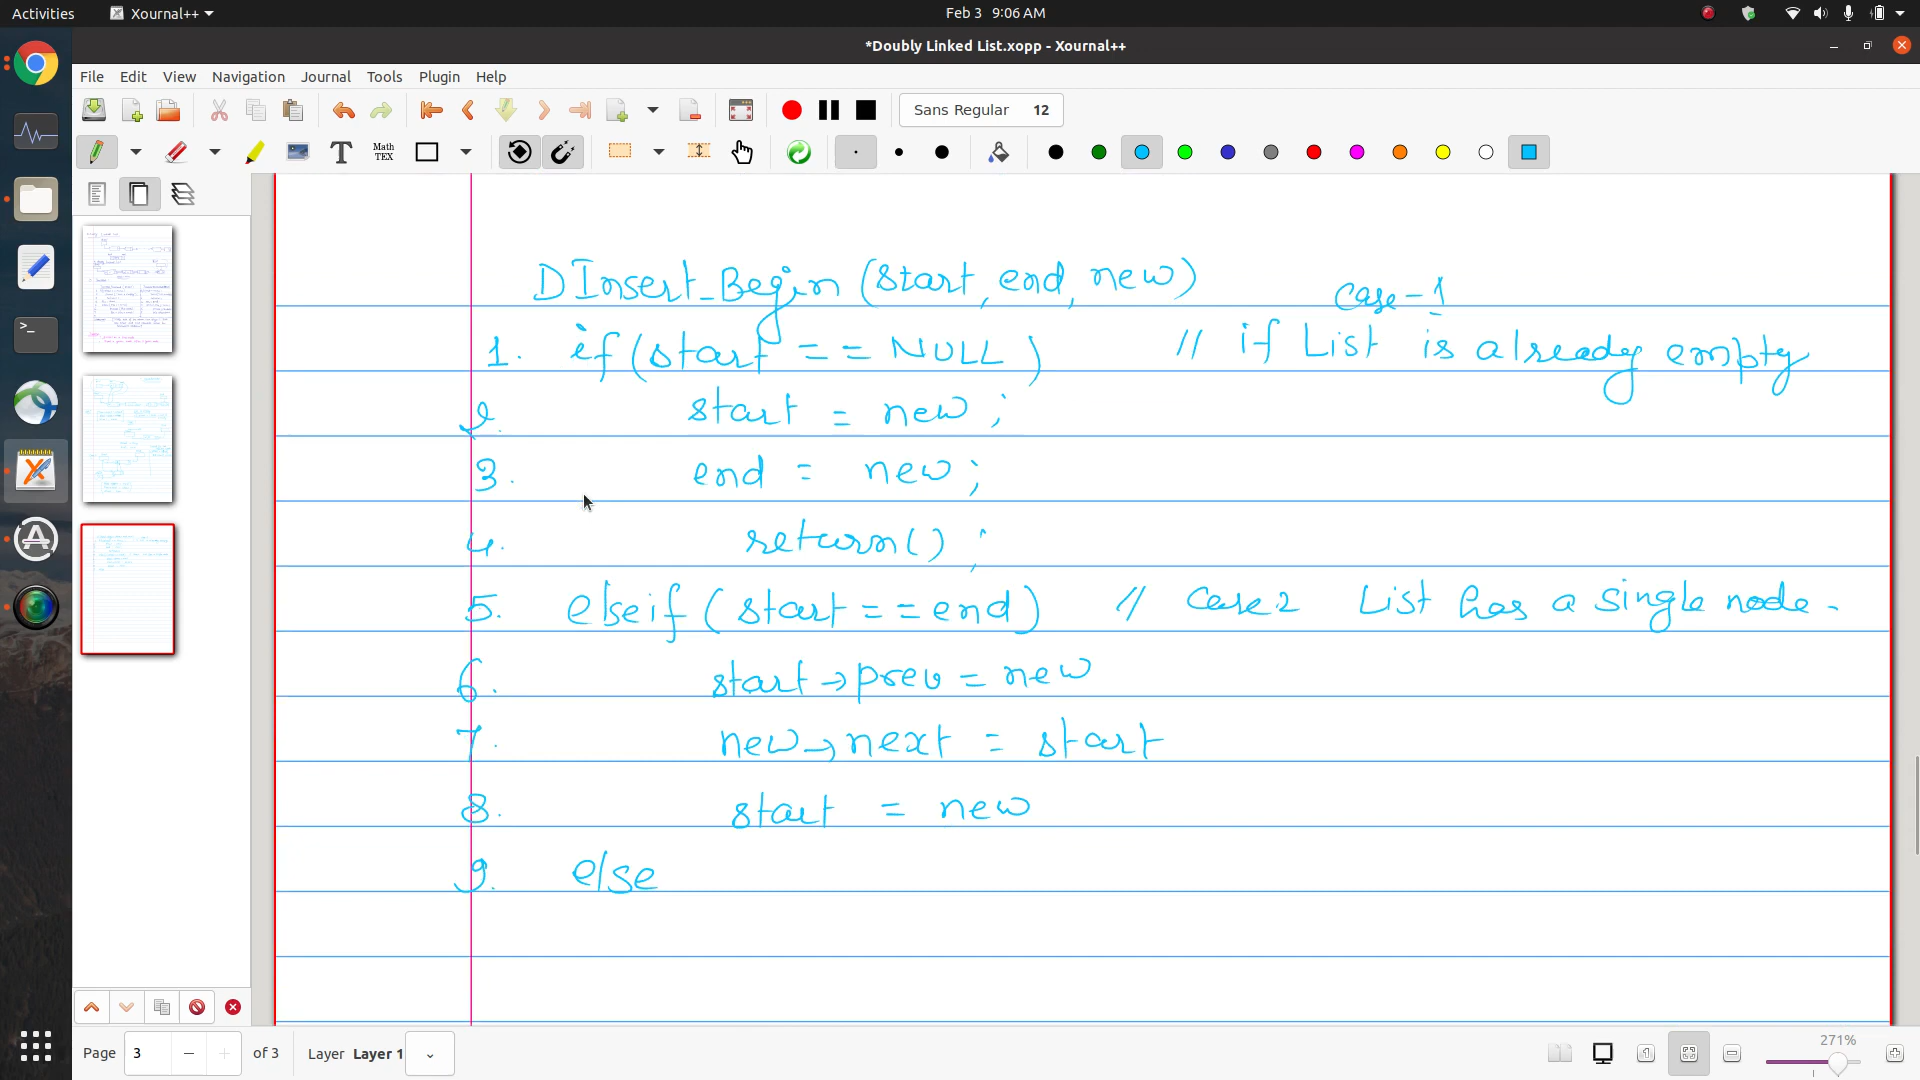 Activities Xournal++ Feb 3 9:06 AM
*Doubly Linked List.xopp - Xournal++
File Edit View Navigation Journal Tools Plugin Help
Sans Regular 12
T Math TEX
DInsert_Begin (start, end, new)
Case-1
1. if (start == NULL) // if List is already empty
2. start = new ;
3. end = new ;
4. return() ;
5. elseif (start == end) // Case 2 List has a single node.
6. start→prev = new
7. new→next = start
8. start = new
9. else
Page 3 of 3 Layer Layer 1
271%